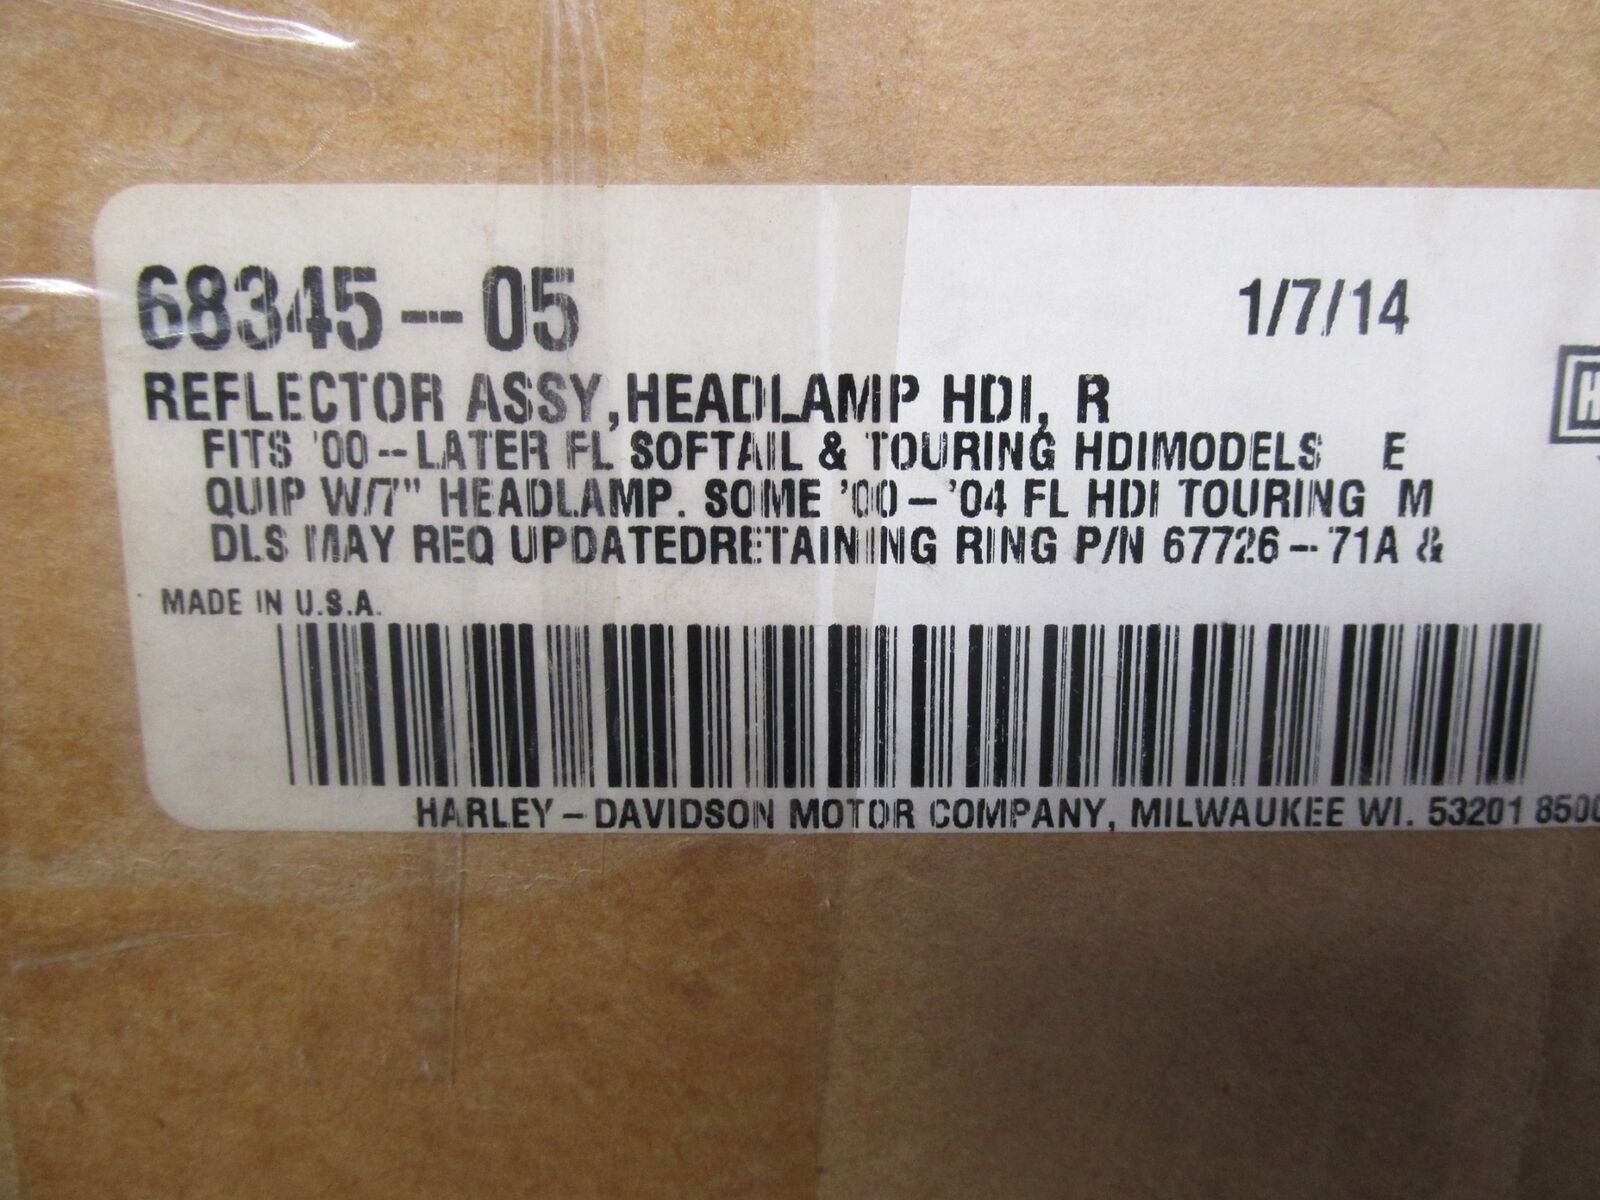 68345-05
1/7/14
REFLECTOR ASSY,HEADLAMP HDI, R
FITS '00-LATER FL SOFTAIL & TOURING HDIMODELS E
QUIP W/7" HEADLAMP. SOME '00-'04 FL HDI TOURING M
DLS MAY REQ UPDATEDRETAINING RING P/N 67726-71A &
MADE IN U.S.A.
HARLEY-DAVIDSON MOTOR COMPANY, MILWAUKEE WI. 53201